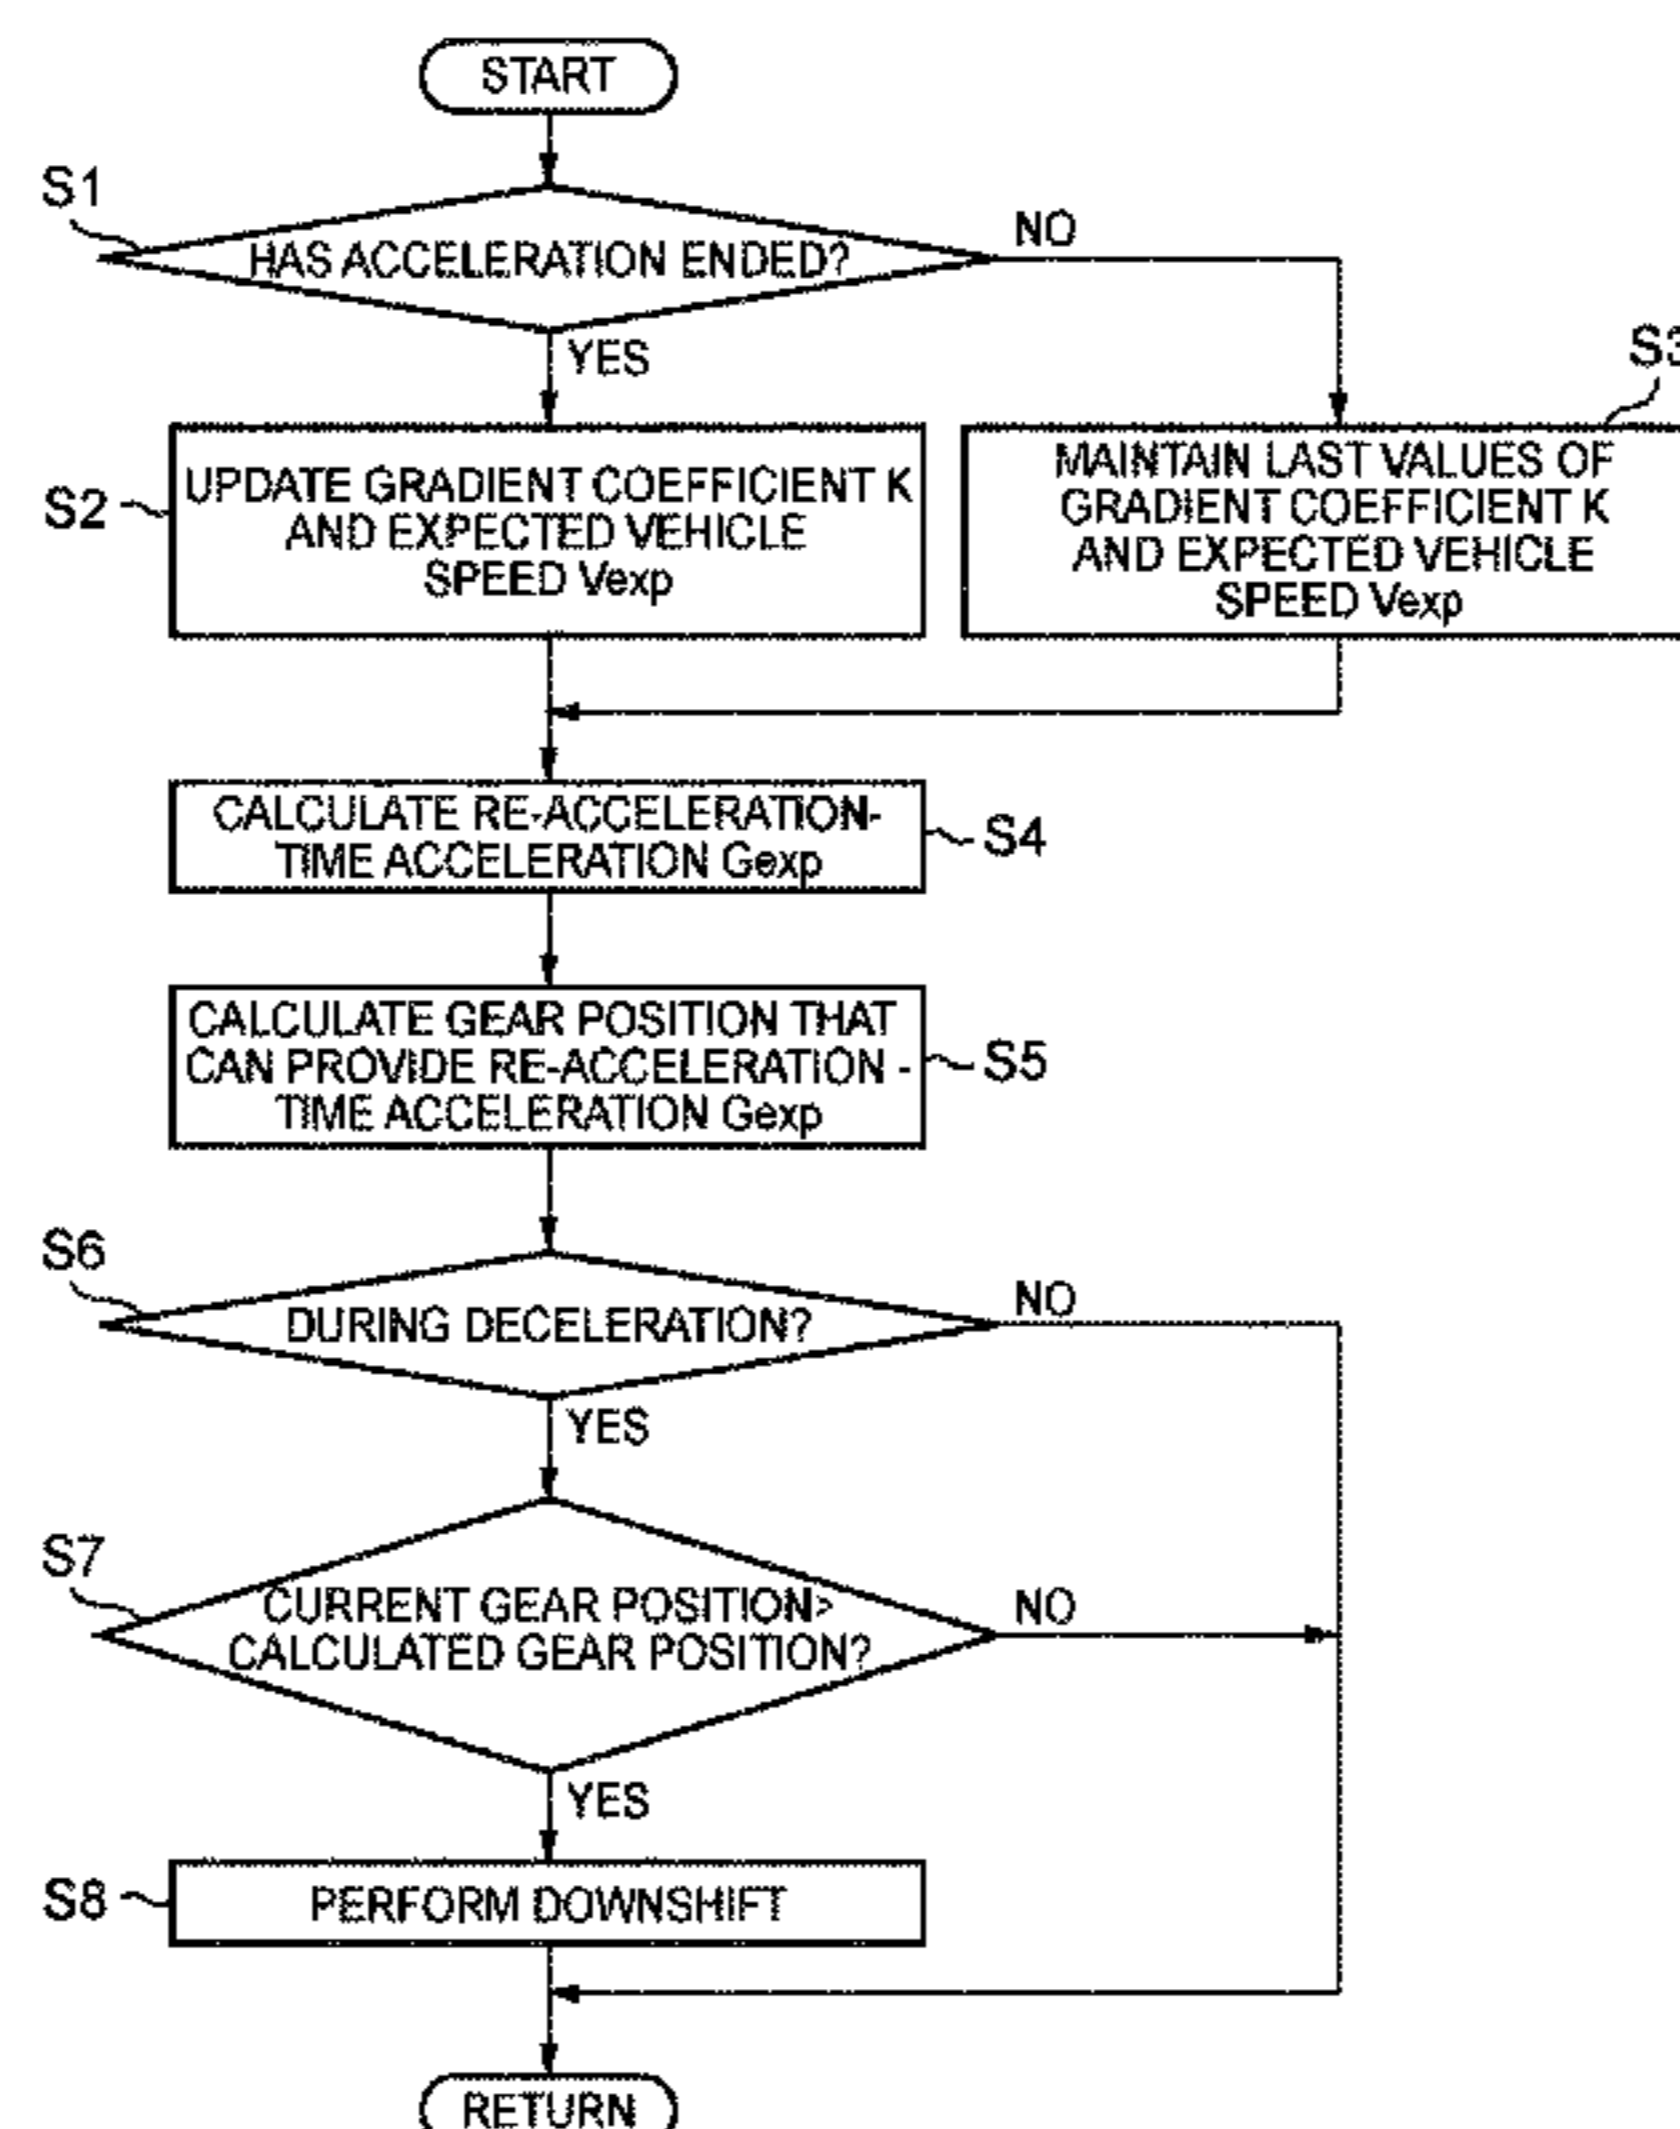 START
S1
HAS ACCELERATION ENDED?
NO
YES
S3
S2
UPDATE GRADIENT COEFFICIENT K
AND EXPECTED VEHICLE
SPEED Vexp
MAINTAIN LAST VALUES OF
GRADIENT COEFFICIENT K
AND EXPECTED VEHICLE
SPEED Vexp
CALCULATE RE-ACCELERATION-
TIME ACCELERATION Gexp
S4
CALCULATE GEAR POSITION THAT
CAN PROVIDE RE-ACCELERATION -
TIME ACCELERATION Gexp
S5
S6
DURING DECELERATION?
NO
YES
S7
CURRENT GEAR POSITION>
CALCULATED GEAR POSITION?
NO
YES
S8
PERFORM DOWNSHIFT
RETURN